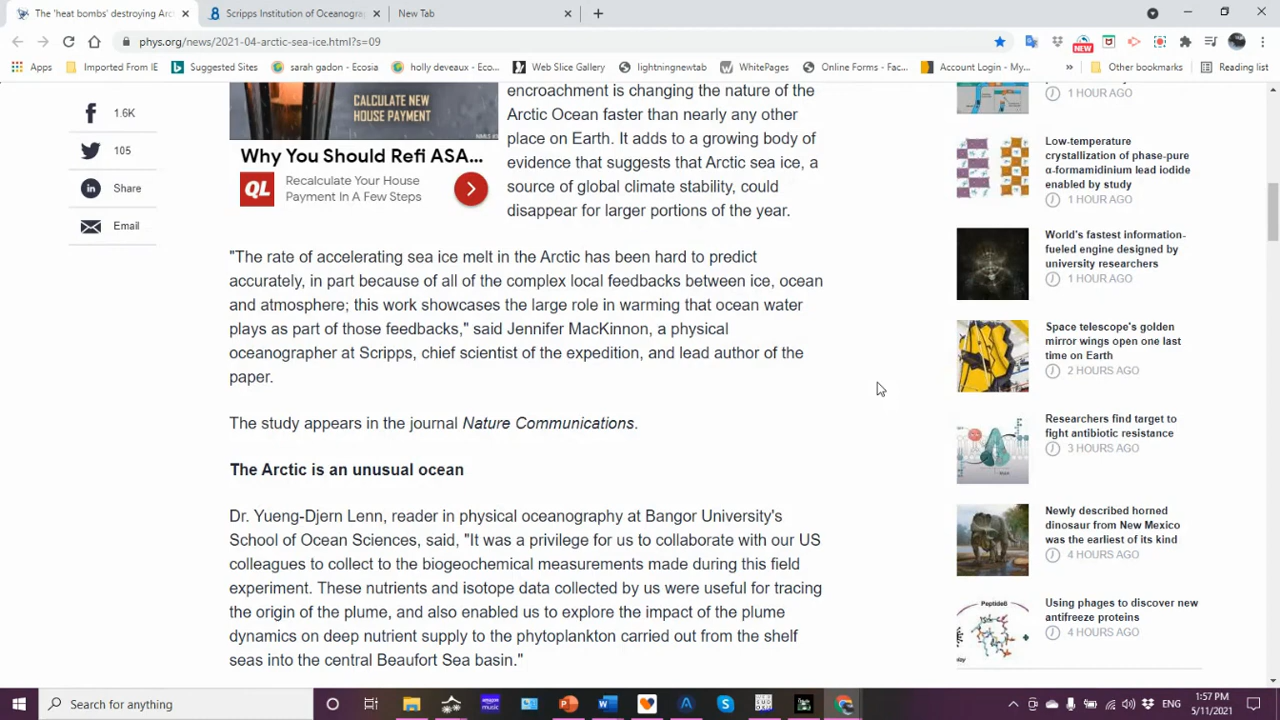 The 'heat bombs' destroying Arc
Scripps Institution of Oceanogra
New Tab
phys.org/news/2021-04-arctic-sea-ice.html?s=09
NEW
Apps
Imported From IE
Suggested Sites
sarah gadon - Ecosia
holly deveaux - Eco...
Web Slice Gallery
lightningnewtab
WhitePages
Online Forms - Fac...
Account Login - My...
Other bookmarks
Reading list
1.6K
105
Share
Email
CALCULATE NEW
HOUSE PAYMENT
Why You Should Refi ASA...
QL
Recalculate Your House
Payment In A Few Steps
encroachment is changing the nature of the
Arctic Ocean faster than nearly any other
place on Earth. It adds to a growing body of
evidence that suggests that Arctic sea ice, a
source of global climate stability, could
disappear for larger portions of the year.
"The rate of accelerating sea ice melt in the Arctic has been hard to predict
accurately, in part because of all of the complex local feedbacks between ice, ocean
and atmosphere; this work showcases the large role in warming that ocean water
plays as part of those feedbacks," said Jennifer MacKinnon, a physical
oceanographer at Scripps, chief scientist of the expedition, and lead author of the
paper.
The study appears in the journal Nature Communications.
The Arctic is an unusual ocean
Dr. Yueng-Djern Lenn, reader in physical oceanography at Bangor University's
School of Ocean Sciences, said, "It was a privilege for us to collaborate with our US
colleagues to collect to the biogeochemical measurements made during this field
experiment. These nutrients and isotope data collected by us were useful for tracing
the origin of the plume, and also enabled us to explore the impact of the plume
dynamics on deep nutrient supply to the phytoplankton carried out from the shelf
seas into the central Beaufort Sea basin."
1 HOUR AGO
Low-temperature
crystallization of phase-pure
α-formamidinium lead iodide
enabled by study
1 HOUR AGO
World's fastest information-
fueled engine designed by
university researchers
1 HOUR AGO
Space telescope's golden
mirror wings open one last
time on Earth
2 HOURS AGO
Researchers find target to
fight antibiotic resistance
3 HOURS AGO
Newly described horned
dinosaur from New Mexico
was the earliest of its kind
4 HOURS AGO
Peptide6
Using phages to discover new
antifreeze proteins
4 HOURS AGO
Search for anything
amazon
music
ENG
1:57 PM
5/11/2021